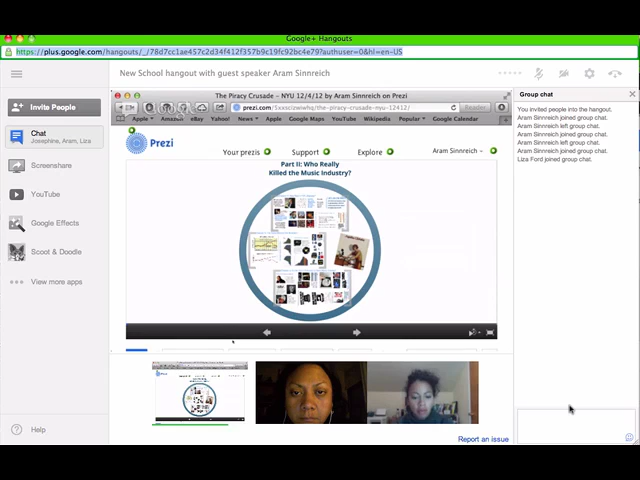 Google+ Hangouts
https://plus.google.com/hangouts/_/78d7cc1ae457c2d34f412f357b9c19fc92bc4e79?authuser=0&hl=en-US
New School hangout with guest speaker Aram Sinnreich
Invite People
Chat
Josephine, Aram, Liza
Screenshare
YouTube
Google Effects
Scoot & Doodle
View more apps
Help
The Piracy Crusade - NYU 12/4/12 by Aram Sinnreich on Prezi
Reader
Apple
Amazon
eBay
Yahoo!
News
Apple
Google Maps
YouTube
Wikipedia
Popular
Google Calendar
Prezi
Your prezis
Support
Explore
Aram Sinnreich
Part II: Who Really
Killed the Music Industry?
Report an issue
Group chat
You invited people into the hangout.
Aram Sinnreich joined group chat.
Aram Sinnreich left group chat.
Aram Sinnreich joined group chat.
Aram Sinnreich left group chat.
Aram Sinnreich joined group chat.
Liza Ford joined group chat.